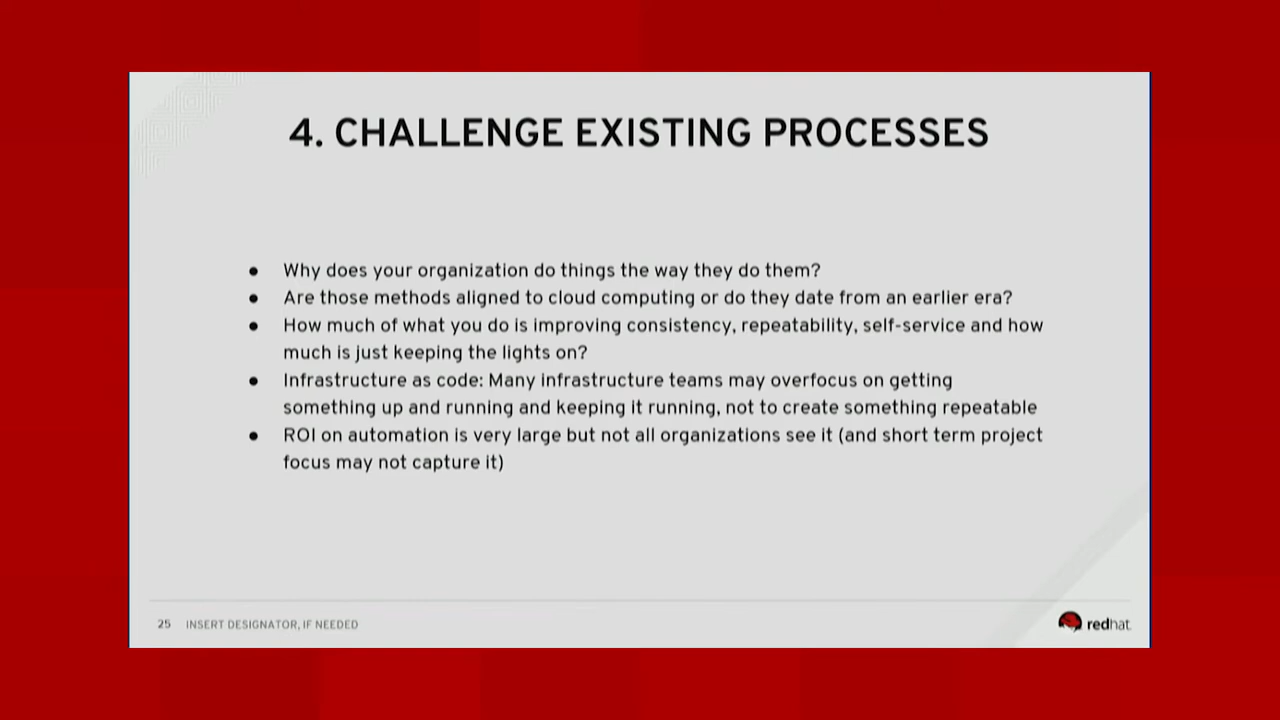 4. CHALLENGE EXISTING PROCESSES
● Why does your organization do things the way they do them?
● Are those methods aligned to cloud computing or do they date from an earlier era?
● How much of what you do is improving consistency, repeatability, self-service and how
much is just keeping the lights on?
● Infrastructure as code: Many infrastructure teams may overfocus on getting
something up and running and keeping it running, not to create something repeatable
● ROI on automation is very large but not all organizations see it (and short term project
focus may not capture it)
25 INSERT DESIGNATOR, IF NEEDED
redhat